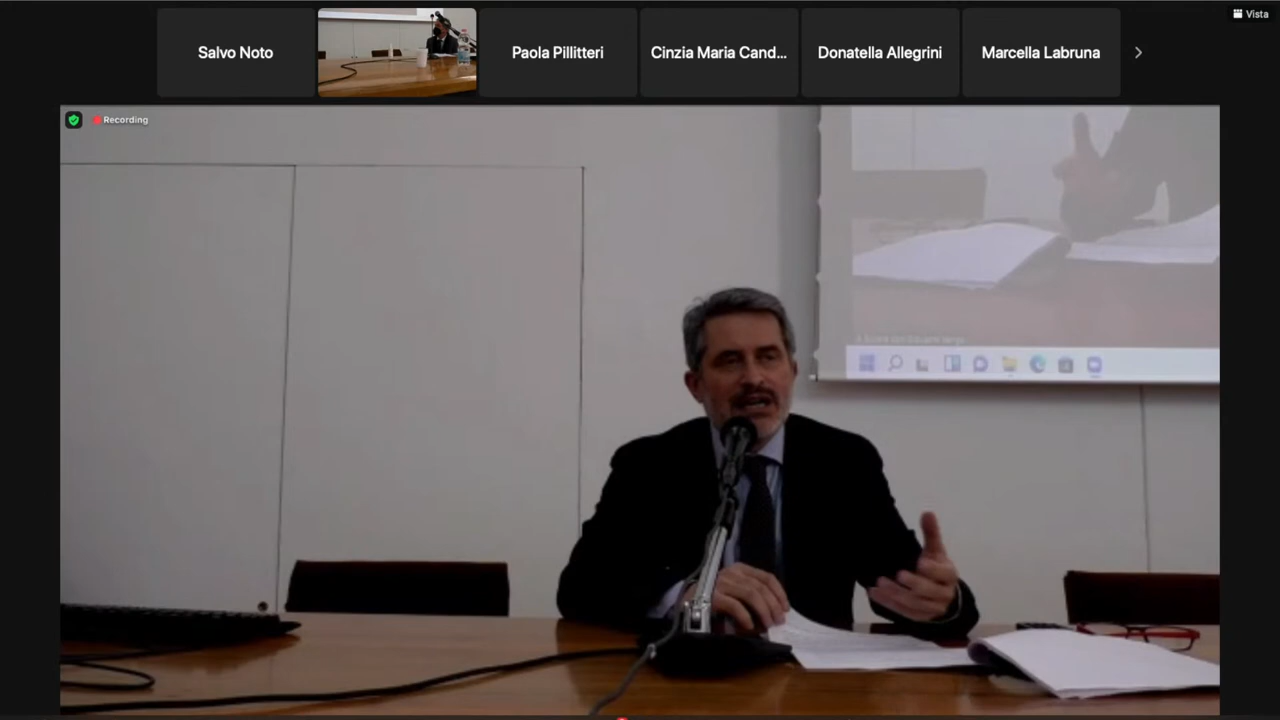 Vista
Salvo Noto
Paola Pillitteri
Cinzia Maria Cand...
Donatella Allegrini
Marcella Labruna
Recording